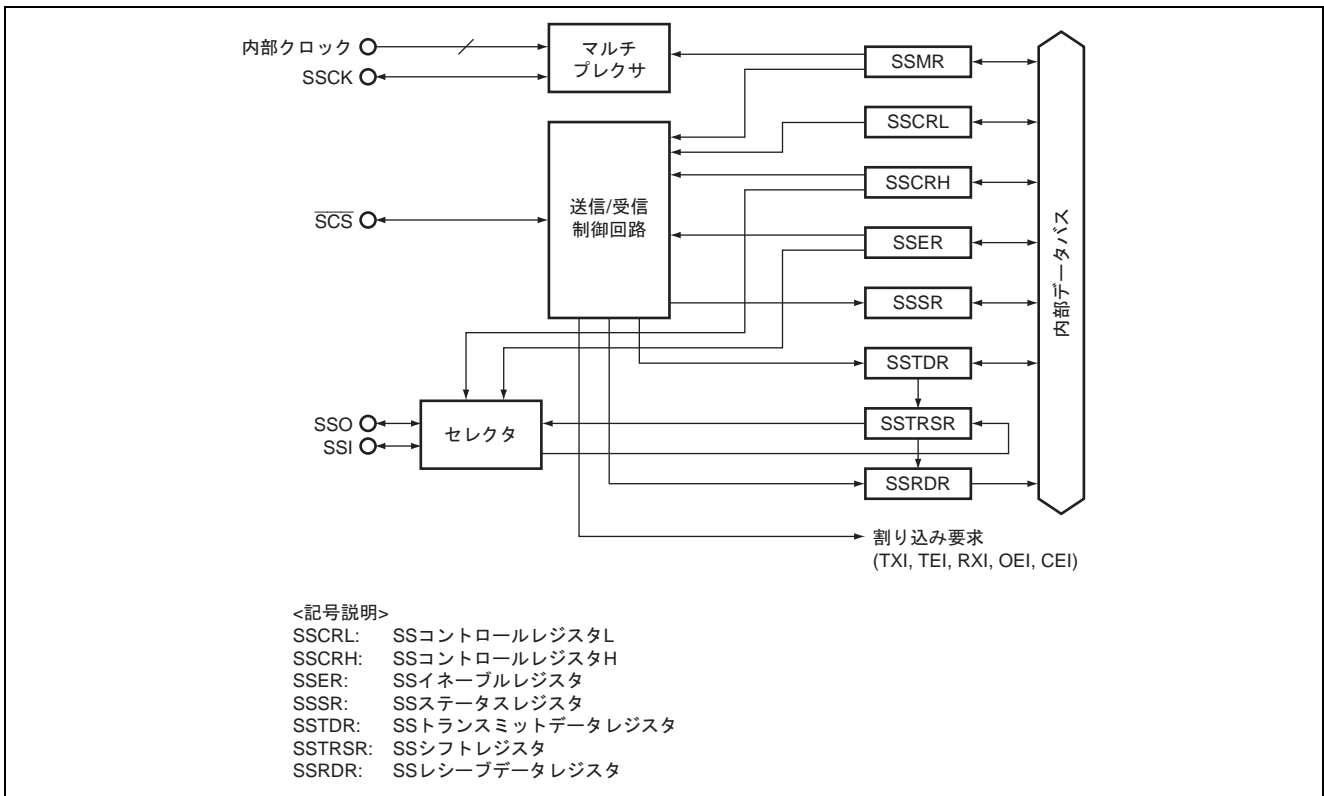 内部クロック
SSCK
マルチ
プレクサ
SSMR
SSCRL
SSCRH
SCS
送信/受信
制御回路
SSER
SSSR
内部データバス
SSTDR
SSO
SSI
セレクタ
SSTRSR
SSRDR
割り込み要求
(TXI, TEI, RXI, OEI, CEI)
<記号説明>
SSCRL: SSコントロールレジスタL
SSCRH: SSコントロールレジスタH
SSER: SSイネーブルレジスタ
SSSR: SSステータスレジスタ
SSTDR: SSトランスミットデータレジスタ
SSTRSR: SSシフトレジスタ
SSRDR: SSレシーブデータレジスタ